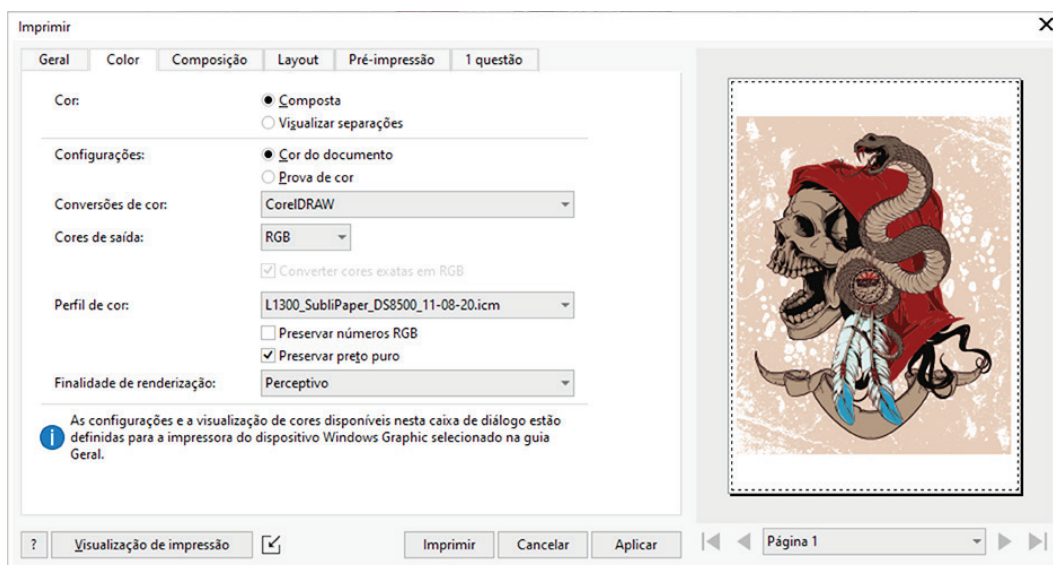 Imprimir
Geral Color Composição Layout Pré-impressão 1 questão
Cor: Composta
Visualizar separações
Configurações: Cor do documento
Prova de cor
Conversões de cor: CorelDRAW
Cores de saída: RGB
Converter cores exatas em RGB
Perfil de cor: L1300_SubliPaper_DS8500_11-08-20.icm
Preservar números RGB
Preservar preto puro
Finalidade de renderização: Perceptivo
As configurações e a visualização de cores disponíveis nesta caixa de diálogo estão
definidas para a impressora do dispositivo Windows Graphic selecionado na guia
Geral.
? Visualização de impressão Imprimir Cancelar Aplicar Página 1